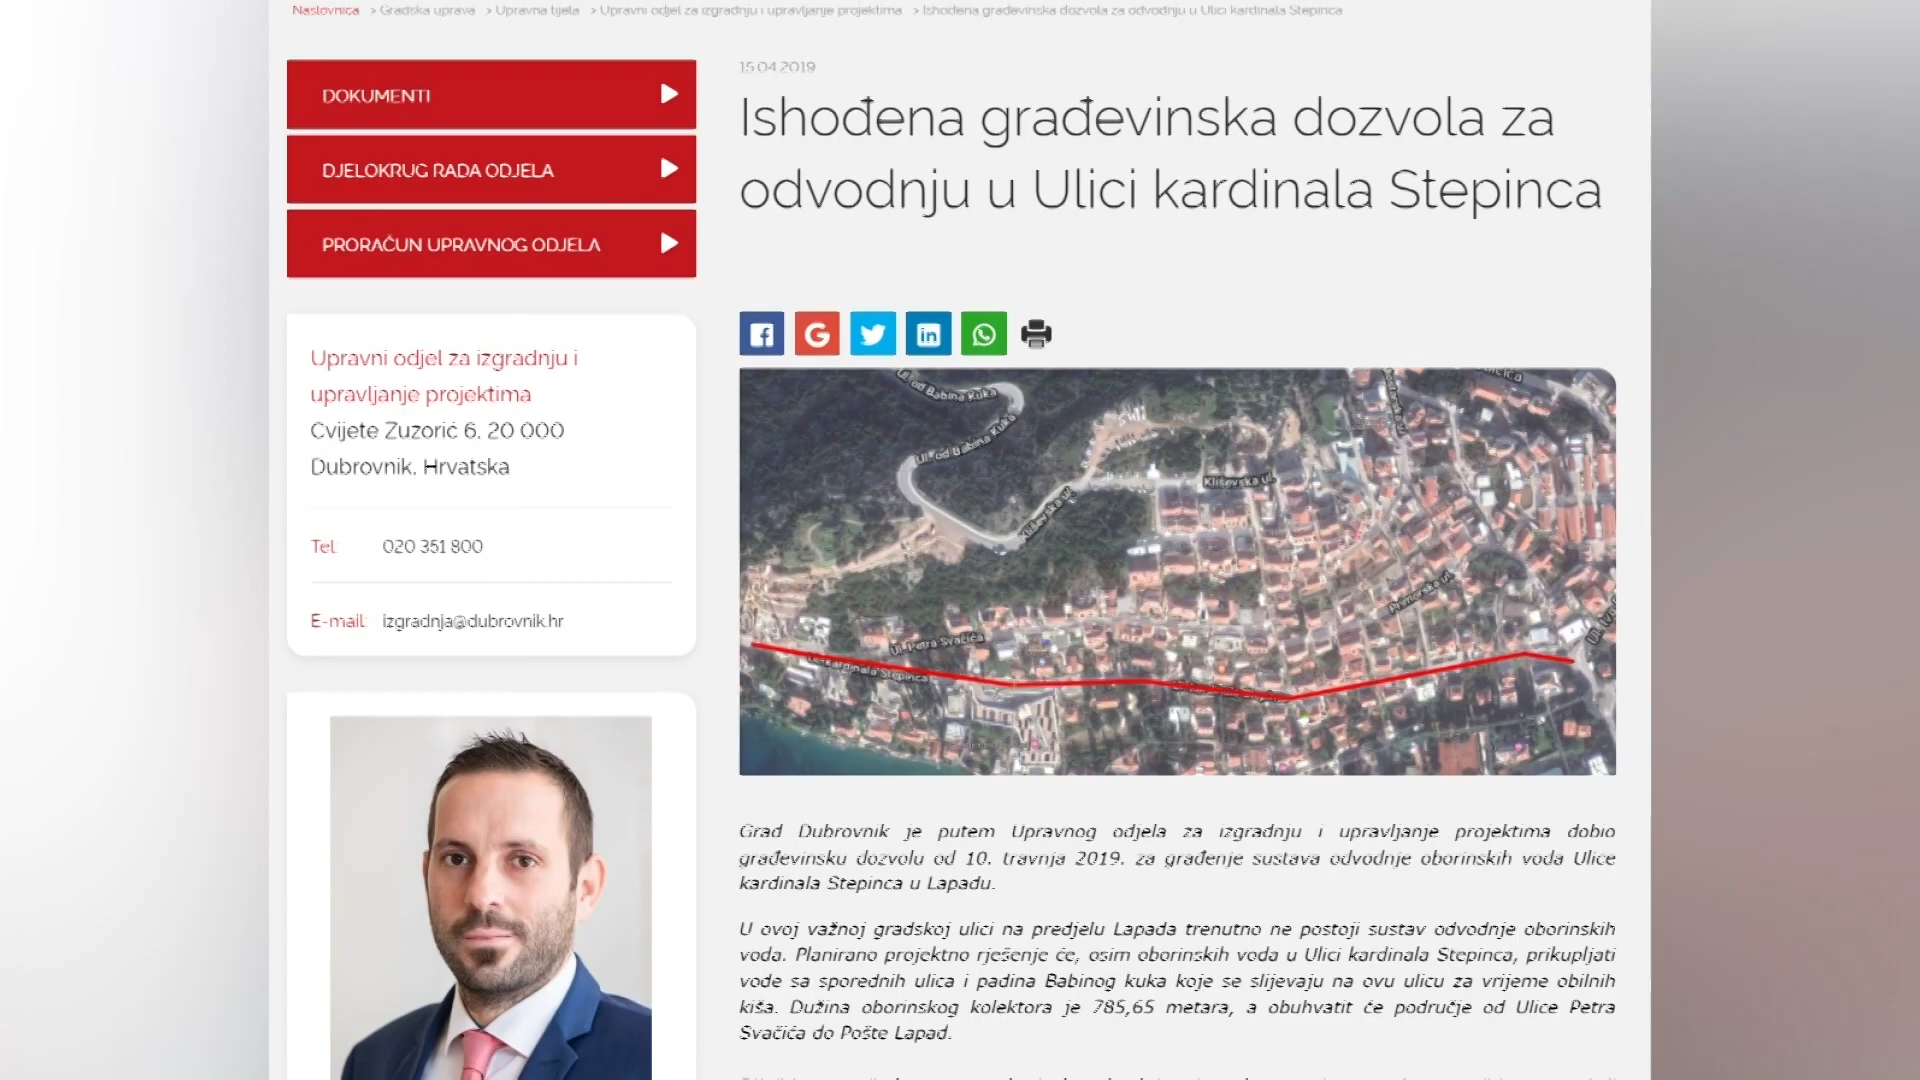 Naslovnica > Gradska uprava > Upravna tijela > Upravni odjel za izgradnju i upravljanje projektima > Ishođena građevinska dozvola za odvodnju u Ulici kardinala Stepinca
DOKUMENTI
DJELOKRUG RADA ODJELA
PRORAČUN UPRAVNOG ODJELA
Upravni odjel za izgradnju i
upravljanje projektima
Cvijete Zuzorić 6, 20 000
Dubrovnik, Hrvatska
Tel: 020 351 800
E-mail: izgradnja@dubrovnik.hr
15.04.2019
Ishođena građevinska dozvola za
odvodnju u Ulici kardinala Stepinca
Ul. od Babina Kuka
Ul. od Babina Kuka
Kliševska ul.
Kliševska ul.
Primorska ul.
Ul. Petra Svačića
Ul. kardinala Stepinca
Grad Dubrovnik je putem Upravnog odjela za izgradnju i upravljanje projektima dobio
građevinsku dozvolu od 10. travnja 2019. za građenje sustava odvodnje oborinskih voda Ulice
kardinala Stepinca u Lapadu.
U ovoj važnoj gradskoj ulici na predjelu Lapada trenutno ne postoji sustav odvodnje oborinskih
voda. Planirano projektno rješenje će, osim oborinskih voda u Ulici kardinala Stepinca, prikupljati
vode sa sporednih ulica i padina Babinog kuka koje se slijevaju na ovu ulicu za vrijeme obilnih
kiša. Dužina oborinskog kolektora je 785,65 metara, a obuhvatit će područje od Ulice Petra
Svačića do Pošte Lapad.